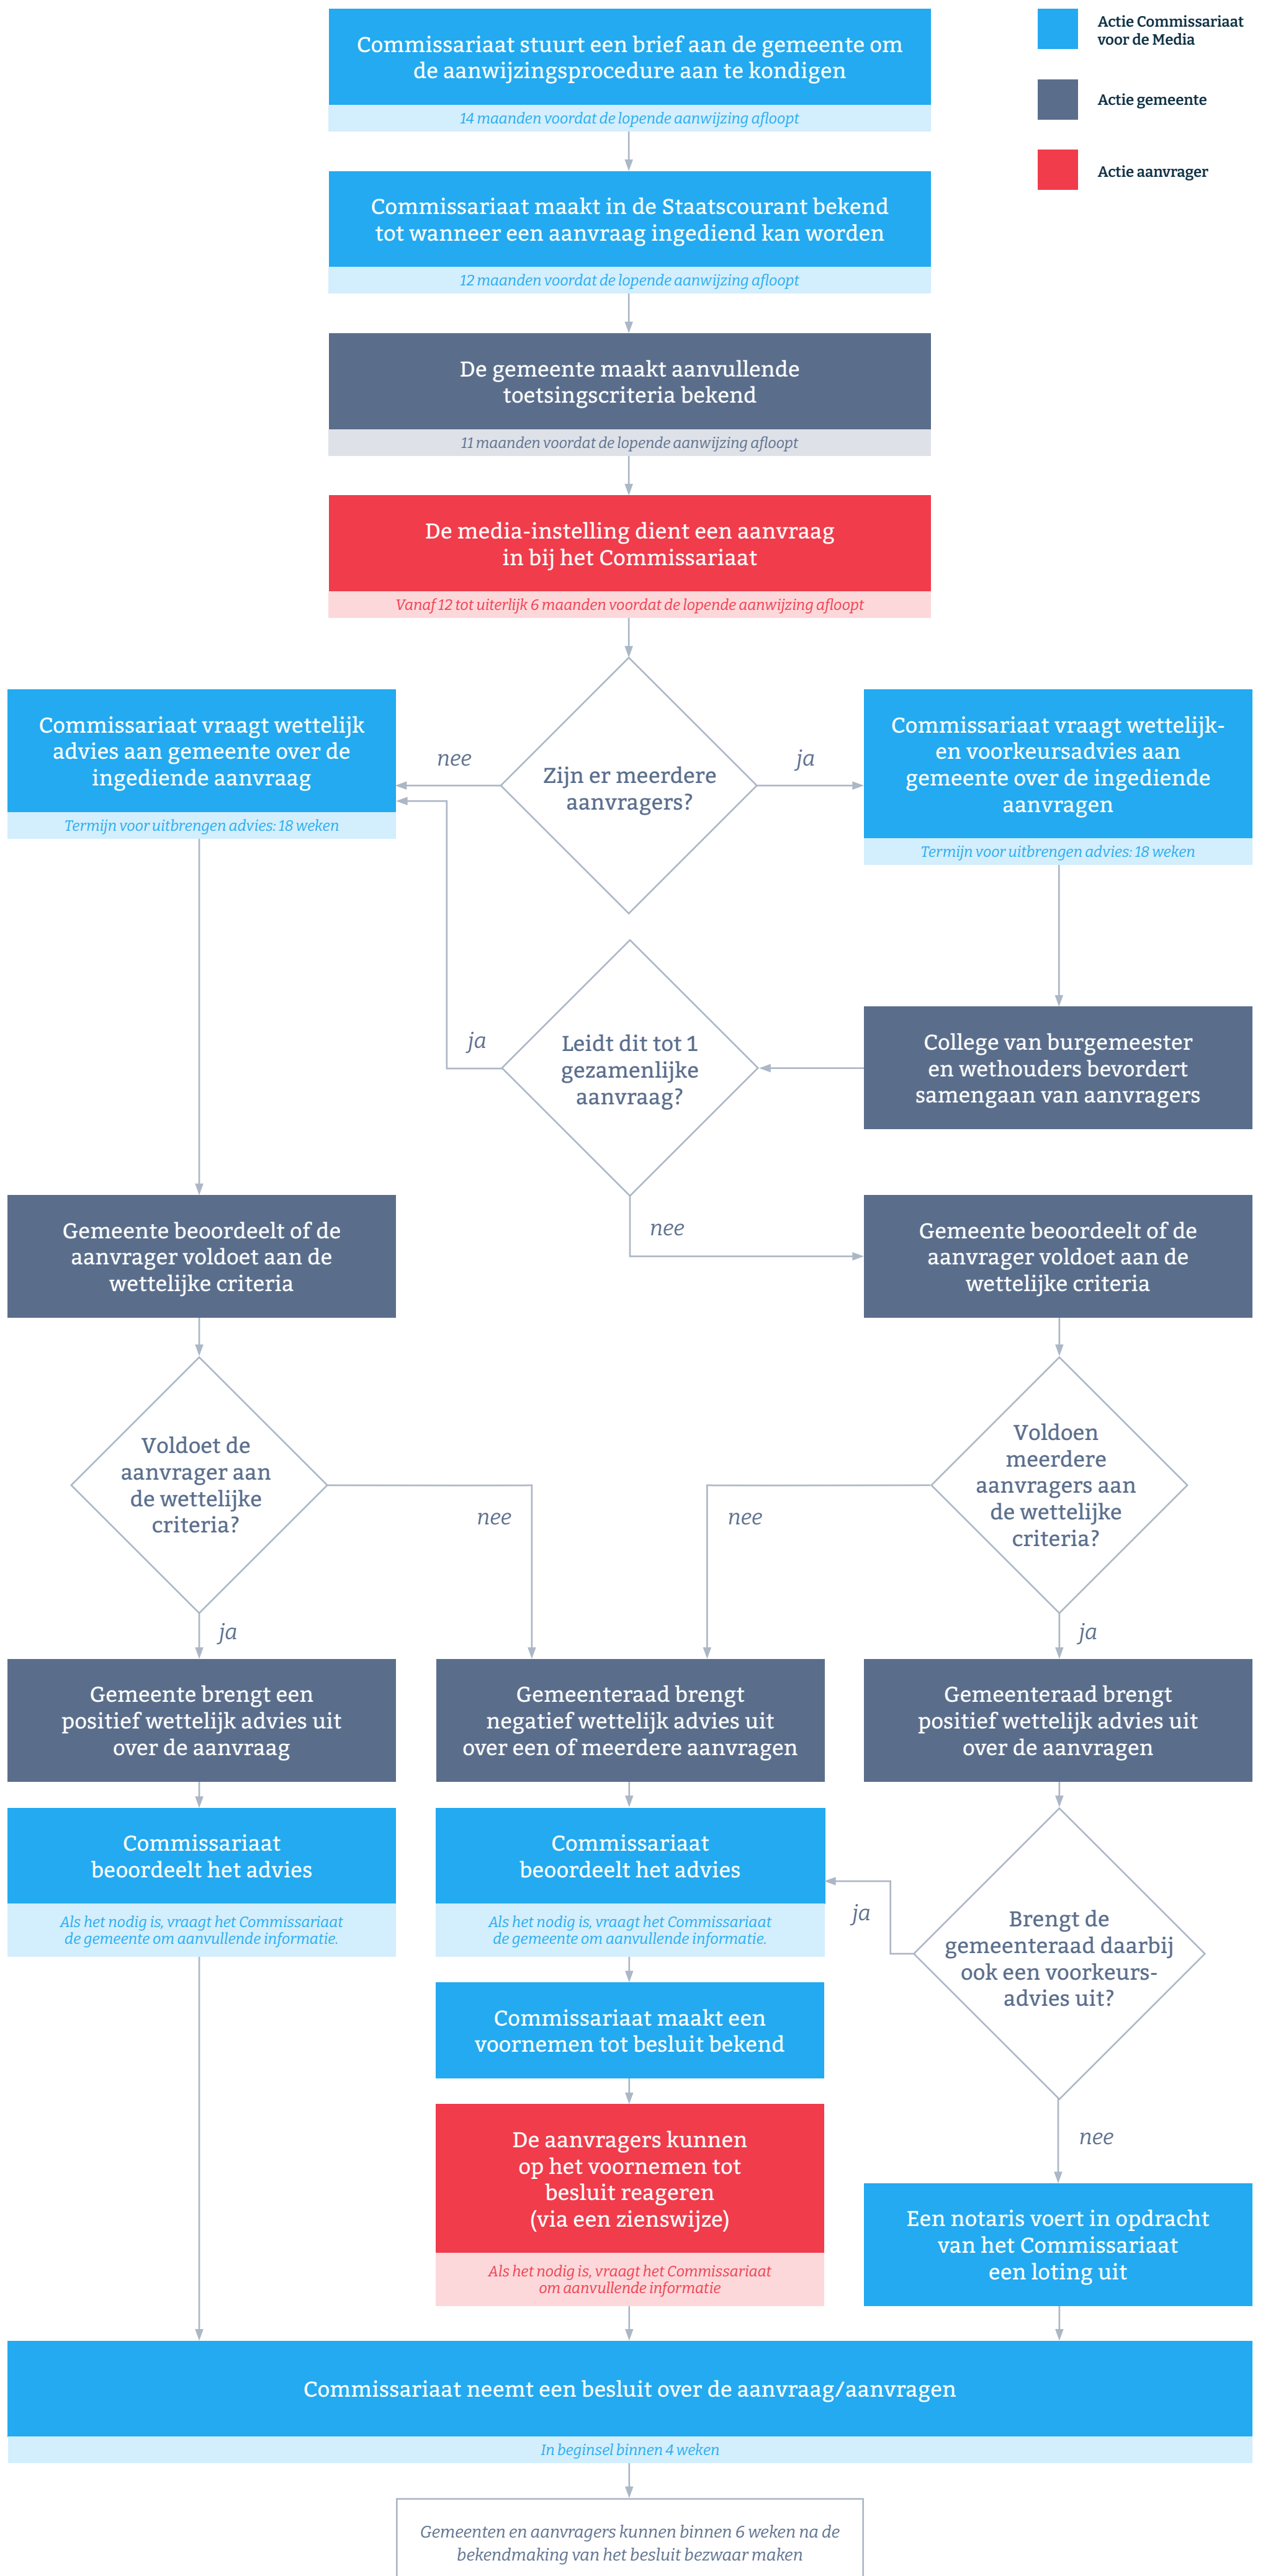 Commissariaat stuurt een brief aan de gemeente om
de aanwijzingsprocedure aan te kondigen
14 maanden voordat de lopende aanwijzing afloopt
Actie Commissariaat
voor de Media
Actie gemeente
Actie aanvrager
Commissariaat maakt in de Staatscourant bekend
tot wanneer een aanvraag ingediend kan worden
12 maanden voordat de lopende aanwijzing afloopt
De gemeente maakt aanvullende
toetsingscriteria bekend
11 maanden voordat de lopende aanwijzing afloopt
De media-instelling dient een aanvraag
in bij het Commissariaat
Vanaf 12 tot uiterlijk 6 maanden voordat de lopende aanwijzing afloopt
Commissariaat vraagt wettelijk
advies aan gemeente over de
ingediende aanvraag
Termijn voor uitbrengen advies: 18 weken
nee
Zijn er meerdere
aanvragers?
ja
Commissariaat vraagt wettelijk-
en voorkeursadvies aan
gemeente over de ingediende
aanvragen
Termijn voor uitbrengen advies: 18 weken
ja
Leidt dit tot 1
gezamenlijke
aanvraag?
College van burgemeester
en wethouders bevordert
samengaan van aanvragers
nee
Gemeente beoordeelt of de
aanvrager voldoet aan de
wettelijke criteria
Gemeente beoordeelt of de
aanvrager voldoet aan de
wettelijke criteria
Voldoet de
aanvrager aan
de wettelijke
criteria?
nee
nee
Voldoen
meerdere
aanvragers aan
de wettelijke
criteria?
ja
ja
Gemeente brengt een
positief wettelijk advies uit
over de aanvraag
Gemeenteraad brengt
negatief wettelijk advies uit
over een of meerdere aanvragen
Gemeenteraad brengt
positief wettelijk advies uit
over de aanvragen
Commissariaat
beoordeelt het advies
Als het nodig is, vraagt het Commissariaat
de gemeente om aanvullende informatie.
Commissariaat
beoordeelt het advies
Als het nodig is, vraagt het Commissariaat
de gemeente om aanvullende informatie.
ja
Brengt de
gemeenteraad daarbij
ook een voorkeurs-
advies uit?
Commissariaat maakt een
voornemen tot besluit bekend
nee
De aanvragers kunnen
op het voornemen tot
besluit reageren
(via een zienswijze)
Als het nodig is, vraagt het Commissariaat
om aanvullende informatie
Een notaris voert in opdracht
van het Commissariaat
een loting uit
Commissariaat neemt een besluit over de aanvraag/aanvragen
In beginsel binnen 4 weken
Gemeenten en aanvragers kunnen binnen 6 weken na de
bekendmaking van het besluit bezwaar maken